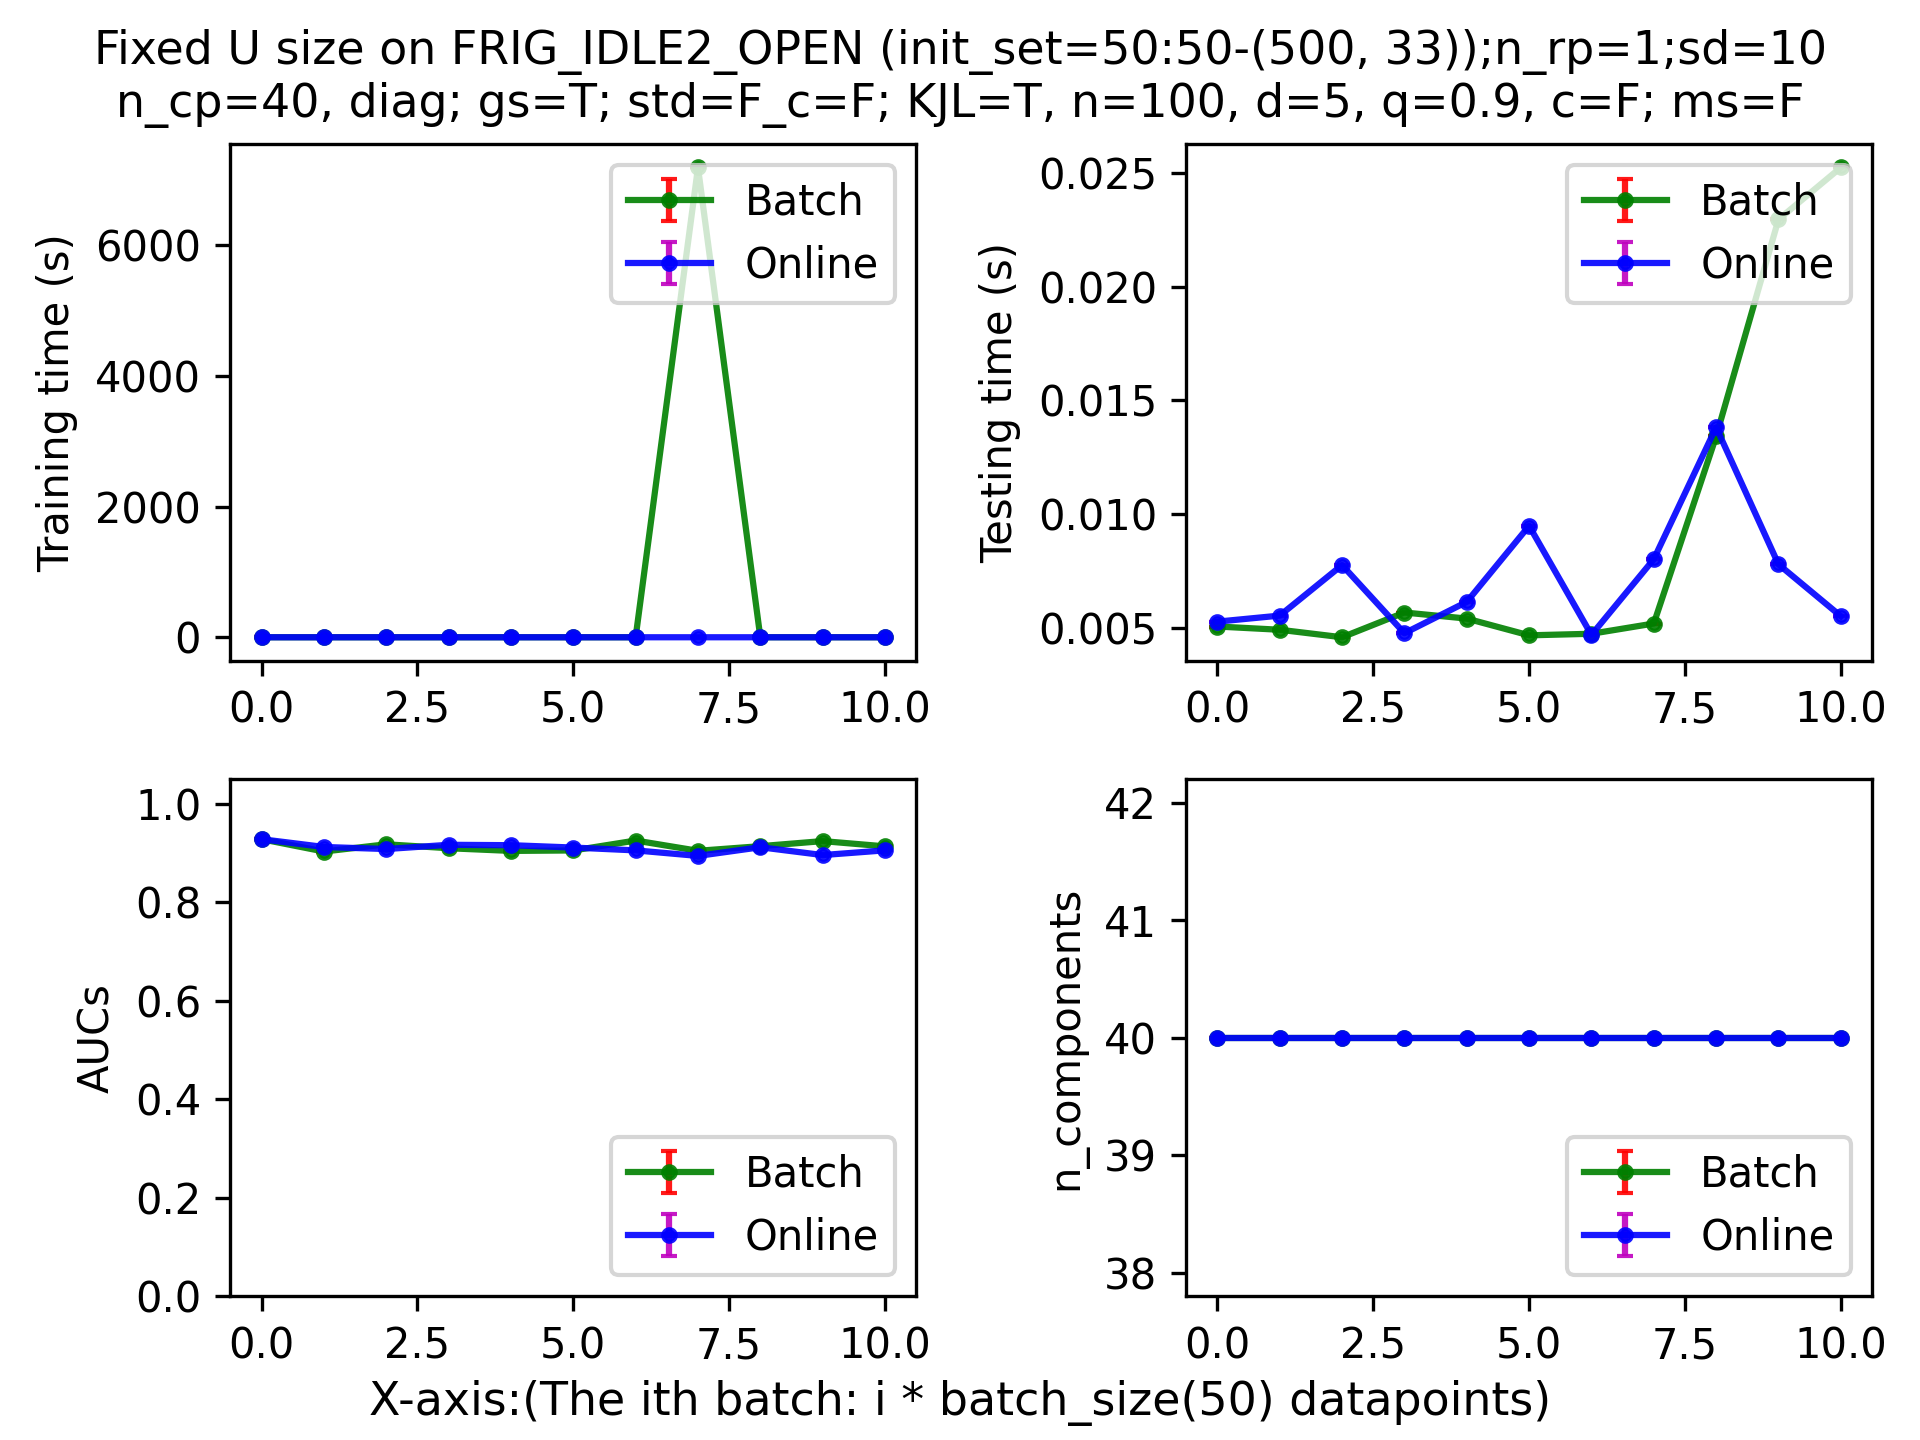 Fixed U size on FRIG_IDLE2_OPEN (init_set=50:50-(500, 33));n_rp=1;sd=10
n_cp=40, diag; gs=T; std=F_c=F; KJL=T, n=100, d=5, q=0.9, c=F; ms=F
Training time (s)
6000
4000
2000
0
0.0 2.5 5.0 7.5 10.0
Batch
Online
Testing time (s)
0.025
0.020
0.015
0.010
0.005
0.0 2.5 5.0 7.5 10.0
Batch
Online
AUCs
1.0
0.8
0.6
0.4
0.2
0.0
0.0 2.5 5.0 7.5 10.0
Batch
Online
n_components
42
41
40
39
38
0.0 2.5 5.0 7.5 10.0
Batch
Online
X-axis:(The ith batch: i * batch_size(50) datapoints)